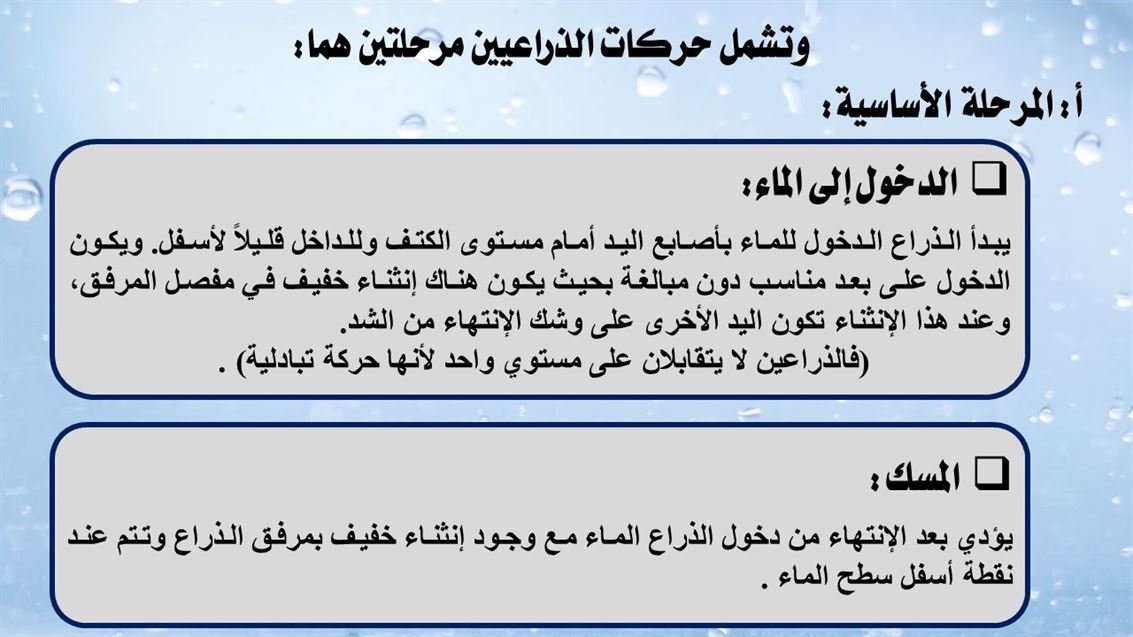 وتشمل حركات الذراعيين مرحلتين هما:
أ: المرحلة الأساسية:
❑ الدخول إلى الماء:
يبدأ الذراع الدخول للماء بأصابع اليد أمام مستوى الكتف وللداخل قليلاً لأسفل. ويكون
الدخول على بعد مناسب دون مبالغة بحيث يكون هناك إنثناء خفيف في مفصل المرفق،
وعند هذا الإنثناء تكون اليد الأخرى على وشك الإنتهاء من الشد.
(فالذراعين لا يتقابلان على مستوي واحد لأنها حركة تبادلية) .
❑ المسك:
يؤدي بعد الإنتهاء من دخول الذراع الماء مع وجود إنثناء خفيف بمرفق الذراع وتتم عند
نقطة أسفل سطح الماء .